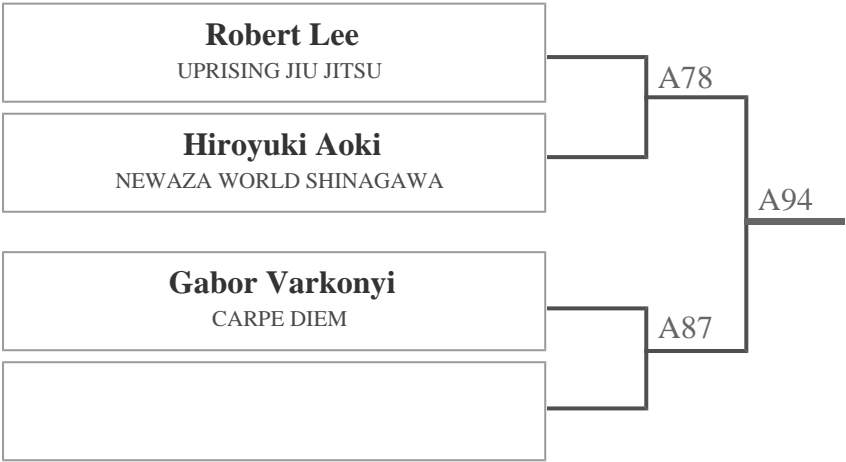 Robert Lee
UPRISING JIU JITSU
A78
Hiroyuki Aoki
NEWAZA WORLD SHINAGAWA
A94
Gabor Varkonyi
CARPE DIEM
A87